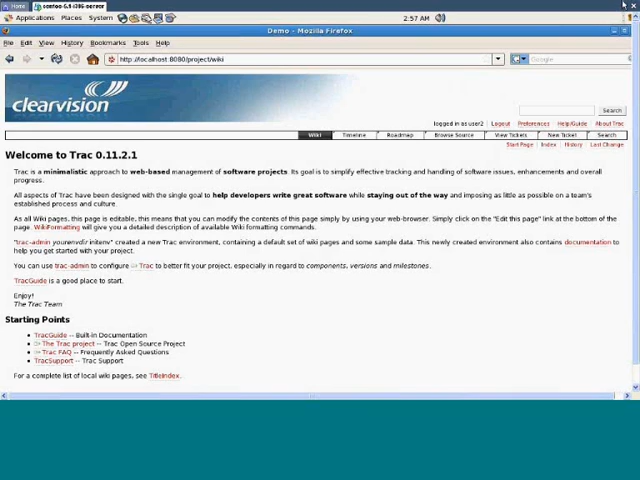 Home centos-5.4-i386-server
Applications Places System 2:57 AM
Demo - Mozilla Firefox
File Edit View History Bookmarks Tools Help
http://localhost:8080/project/wiki Google
clearvision
Search
logged in as user2 Logout Preferences Help/Guide About Trac
Wiki Timeline Roadmap Browse Source View Tickets New Ticket Search
Start Page Index History Last Change
Welcome to Trac 0.11.2.1
Trac is a minimalistic approach to web-based management of software projects. Its goal is to simplify effective tracking and handling of software issues, enhancements and overall
progress.
All aspects of Trac have been designed with the single goal to help developers write great software while staying out of the way and imposing as little as possible on a team's
established process and culture.
As all Wiki pages, this page is editable, this means that you can modify the contents of this page simply by using your web-browser. Simply click on the "Edit this page" link at the bottom of the
page. WikiFormatting will give you a detailed description of available Wiki formatting commands.
"trac-admin yourenvdir initenv" created a new Trac environment, containing a default set of wiki pages and some sample data. This newly created environment also contains documentation to
help you get started with your project.
You can use trac-admin to configure Trac to better fit your project, especially in regard to components, versions and milestones.
TracGuide is a good place to start.
Enjoy!
The Trac Team
Starting Points
TracGuide -- Built-in Documentation
The Trac project -- Trac Open Source Project
Trac FAQ -- Frequently Asked Questions
TracSupport -- Trac Support
For a complete list of local wiki pages, see TitleIndex.